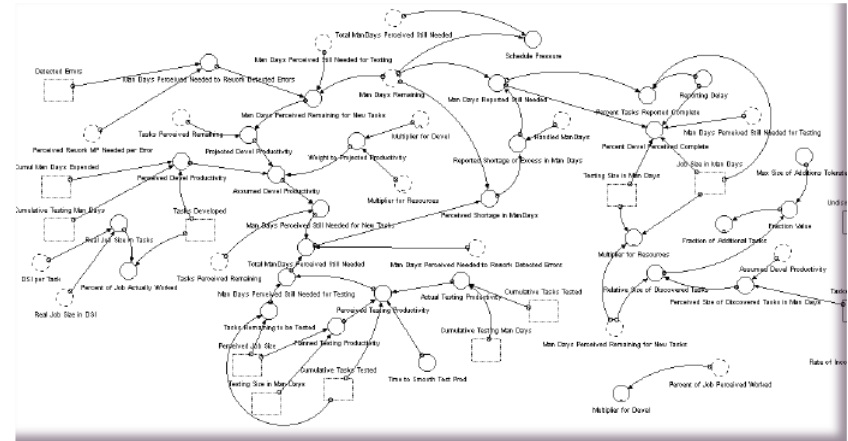 Total ManDays Perceived Still Needed
Schedule Pressure
Man Days Perceived Still Needed for Testing
Detected Errors
Man Days Perceived Needed to Rework Detected Errors
Man Days Remaining
Man Days Reported Still Needed
Reporting Delay
Percent Tasks Reported Complete
Man Days Perceived Remaining for New Tasks
Multiplier for Devel
Handled ManDays
Man Days Perceived Still Needed for Testing
Tasks Perceived Remaining
Perceived Rework MP Needed per Error
Projected Devel Productivity
Weight to Projected Productivity
Reported Shortage or Excess in Man Days
Percent Devel Perceived Complete
Job Size in Man Days
Testing Size in Man Days
Max Size of Additions Tolerate
Cumul Man Days Expended
Perceived Devel Productivity
Assumed Devel Productivity
Multiplier for Resources
Perceived Shortage in ManDays
Cumulative Testing Man Days
Tasks Developed
Man Days Perceived Still Needed for New Tasks
Fraction Value
Fraction of Additional Tasks
Real Job Size in Tasks
Total ManDays Perceived Still Needed
Multiplier for Resources
DSI per Task
Percent of Job Actually Worked
Tasks Perceived Remaining
Man Days Perceived Needed to Rework Detected Errors
Assumed Devel Productivity
Relative Size of Discovered Tasks
Perceived Size of Discovered Tasks in Man Days
Man Days Perceived Still Needed for Testing
Actual Testing Productivity
Cumulative Tasks Tested
Real Job Size in DSI
Perceived Testing Productivity
Tasks Remaining to be Tested
Cumulative Testing Man Days
Perceived Job Size
Planned Testing Productivity
Man Days Perceived Remaining for New Tasks
Cumulative Tasks Tested
Testing Size in Man Days
Time to Smooth Test Prod
Percent of Job Perceived Worked
Multiplier for Devel